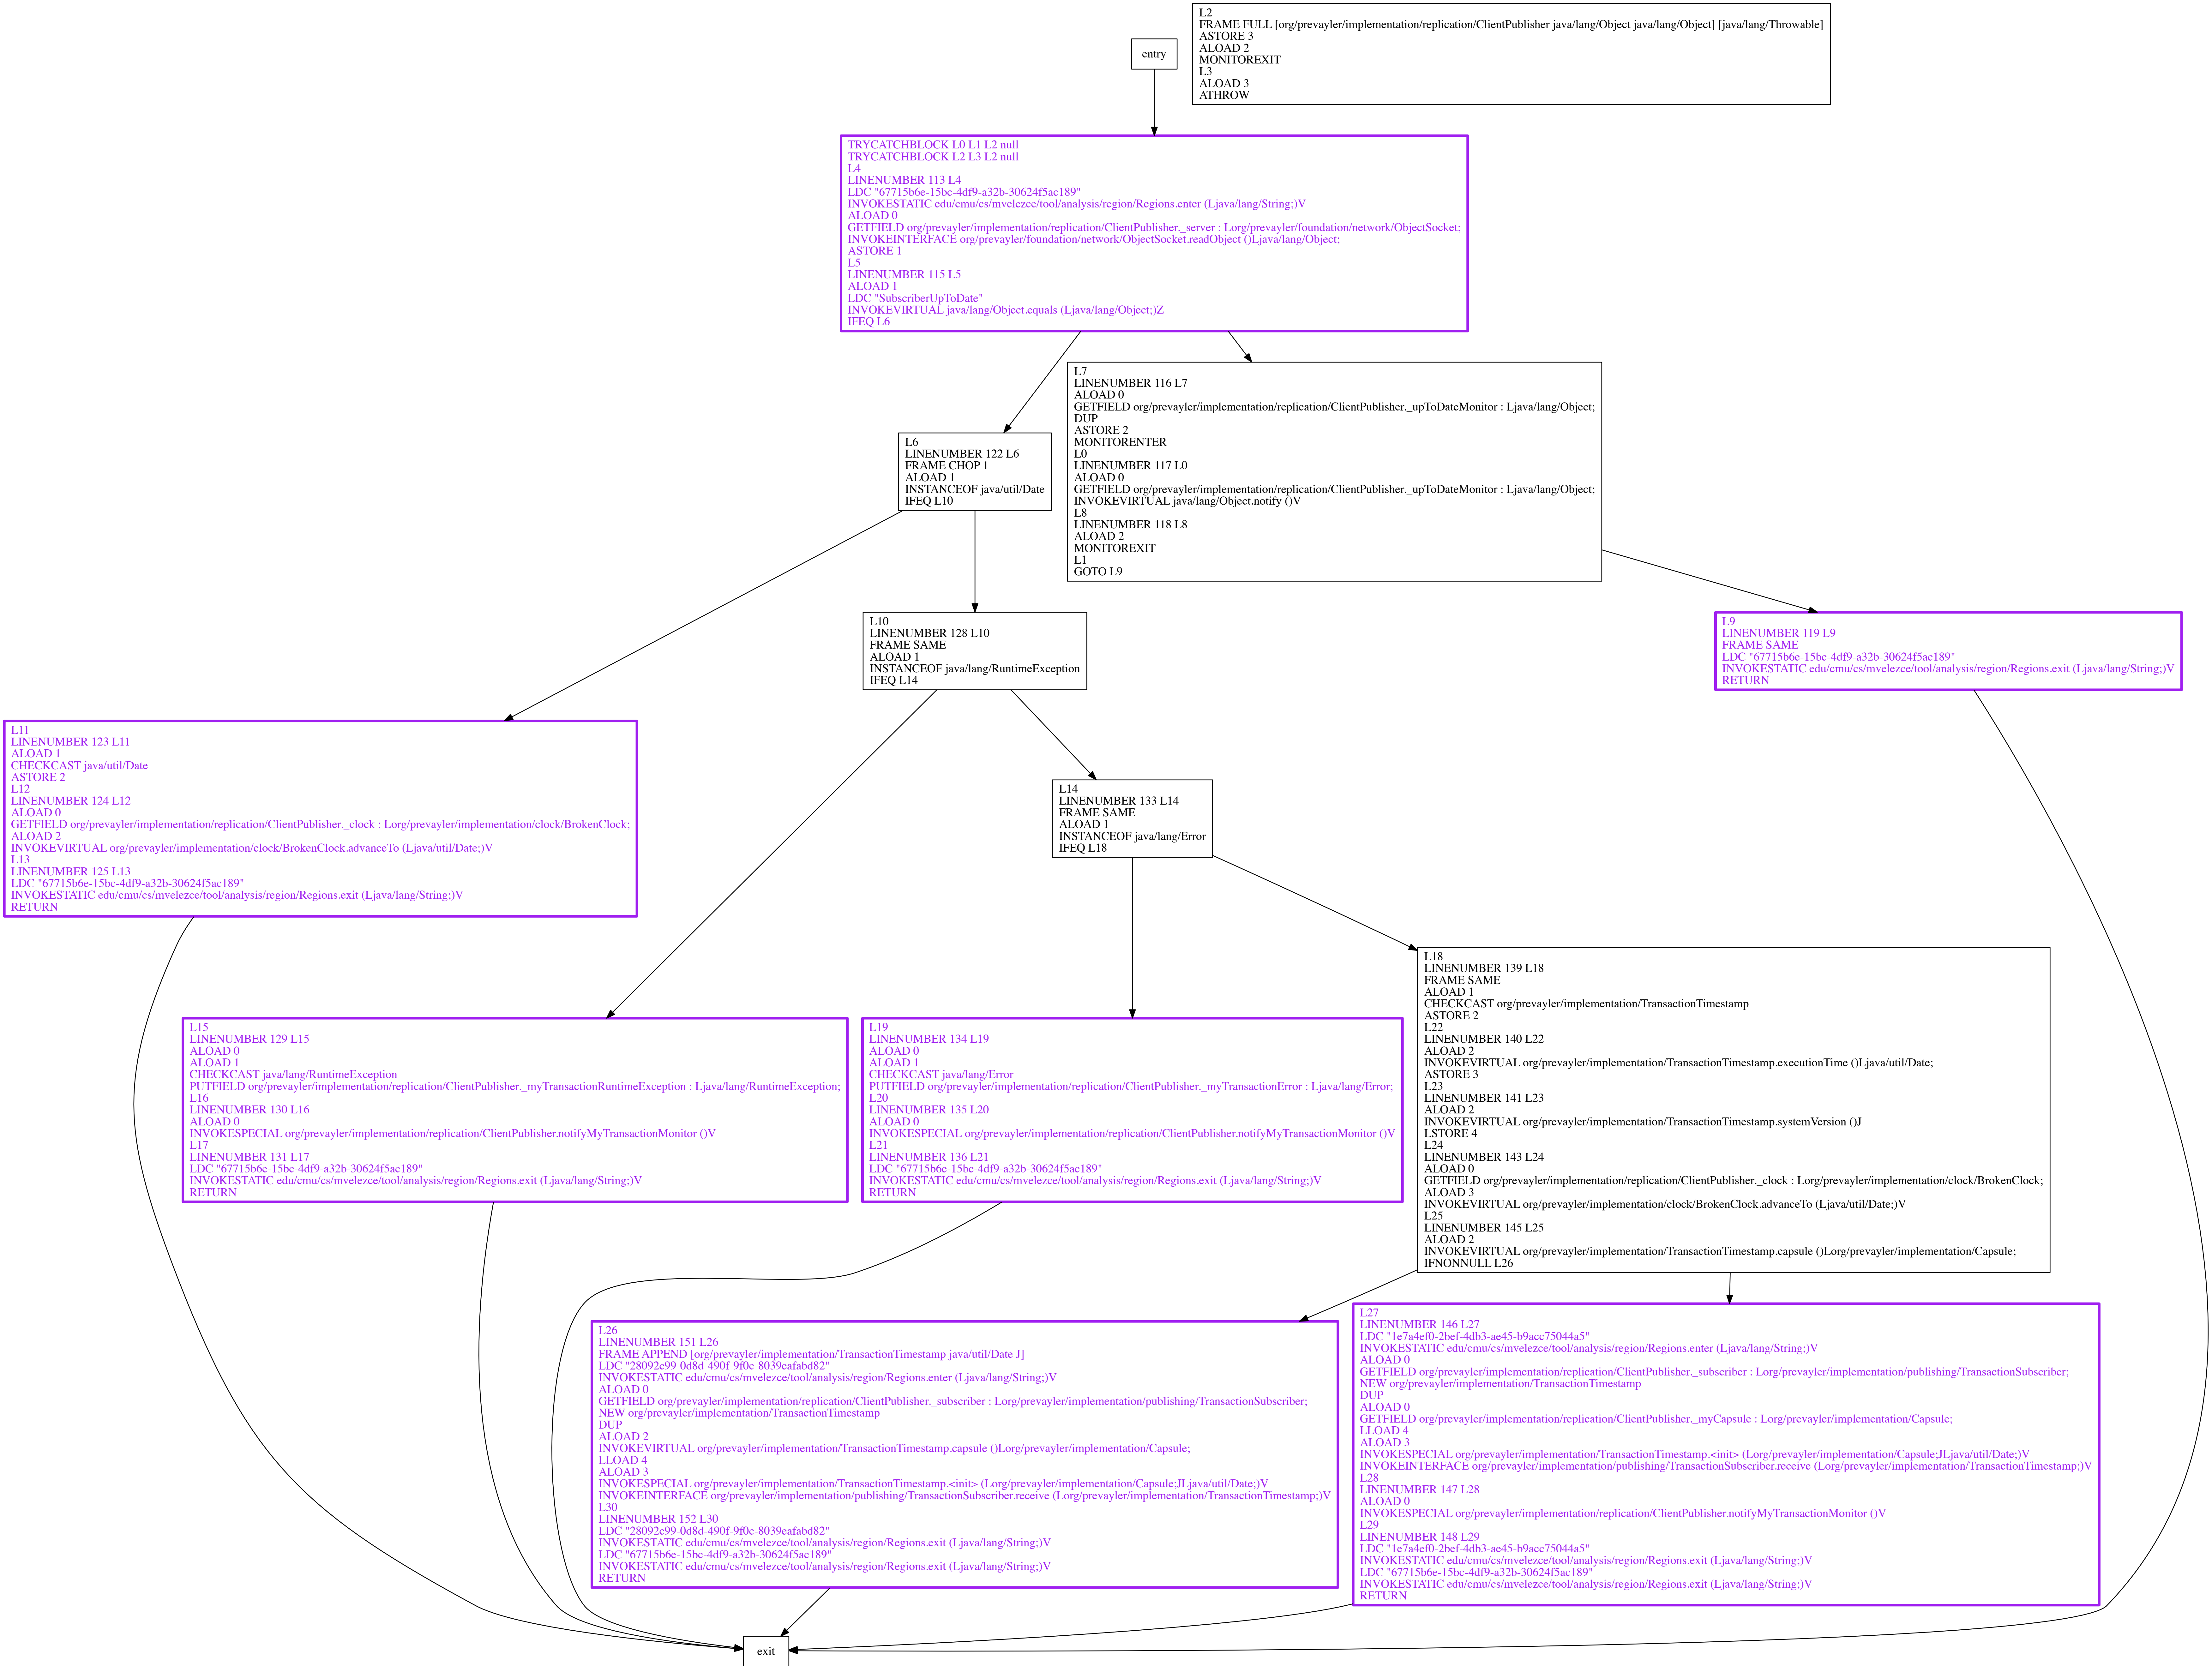 L2
FRAME FULL [org/prevayler/implementation/replication/ClientPublisher java/lang/Object java/lang/Object] [java/lang/Throwable]
ASTORE 3
ALOAD 2
MONITOREXIT
L3
ALOAD 3
ATHROW
entry
TRYCATCHBLOCK L0 L1 L2 null
TRYCATCHBLOCK L2 L3 L2 null
L4
LINENUMBER 113 L4
LDC "67715b6e-15bc-4df9-a32b-30624f5ac189"
INVOKESTATIC edu/cmu/cs/mvelezce/tool/analysis/region/Regions.enter (Ljava/lang/String;)V
ALOAD 0
GETFIELD org/prevayler/implementation/replication/ClientPublisher._server : Lorg/prevayler/foundation/network/ObjectSocket;
INVOKEINTERFACE org/prevayler/foundation/network/ObjectSocket.readObject ()Ljava/lang/Object;
ASTORE 1
L5
LINENUMBER 115 L5
ALOAD 1
LDC "SubscriberUpToDate"
INVOKEVIRTUAL java/lang/Object.equals (Ljava/lang/Object;)Z
IFEQ L6
L7
LINENUMBER 116 L7
ALOAD 0
GETFIELD org/prevayler/implementation/replication/ClientPublisher._upToDateMonitor : Ljava/lang/Object;
DUP
ASTORE 2
MONITORENTER
L0
LINENUMBER 117 L0
ALOAD 0
GETFIELD org/prevayler/implementation/replication/ClientPublisher._upToDateMonitor : Ljava/lang/Object;
INVOKEVIRTUAL java/lang/Object.notify ()V
L8
LINENUMBER 118 L8
ALOAD 2
MONITOREXIT
L1
GOTO L9
L6
LINENUMBER 122 L6
FRAME CHOP 1
ALOAD 1
INSTANCEOF java/util/Date
IFEQ L10
L10
LINENUMBER 128 L10
FRAME SAME
ALOAD 1
INSTANCEOF java/lang/RuntimeException
IFEQ L14
L9
LINENUMBER 119 L9
FRAME SAME
LDC "67715b6e-15bc-4df9-a32b-30624f5ac189"
INVOKESTATIC edu/cmu/cs/mvelezce/tool/analysis/region/Regions.exit (Ljava/lang/String;)V
RETURN
L11
LINENUMBER 123 L11
ALOAD 1
CHECKCAST java/util/Date
ASTORE 2
L12
LINENUMBER 124 L12
ALOAD 0
GETFIELD org/prevayler/implementation/replication/ClientPublisher._clock : Lorg/prevayler/implementation/clock/BrokenClock;
ALOAD 2
INVOKEVIRTUAL org/prevayler/implementation/clock/BrokenClock.advanceTo (Ljava/util/Date;)V
L13
LINENUMBER 125 L13
LDC "67715b6e-15bc-4df9-a32b-30624f5ac189"
INVOKESTATIC edu/cmu/cs/mvelezce/tool/analysis/region/Regions.exit (Ljava/lang/String;)V
RETURN
L14
LINENUMBER 133 L14
FRAME SAME
ALOAD 1
INSTANCEOF java/lang/Error
IFEQ L18
L18
LINENUMBER 139 L18
FRAME SAME
ALOAD 1
CHECKCAST org/prevayler/implementation/TransactionTimestamp
ASTORE 2
L22
LINENUMBER 140 L22
ALOAD 2
INVOKEVIRTUAL org/prevayler/implementation/TransactionTimestamp.executionTime ()Ljava/util/Date;
ASTORE 3
L23
LINENUMBER 141 L23
ALOAD 2
INVOKEVIRTUAL org/prevayler/implementation/TransactionTimestamp.systemVersion ()J
LSTORE 4
L24
LINENUMBER 143 L24
ALOAD 0
GETFIELD org/prevayler/implementation/replication/ClientPublisher._clock : Lorg/prevayler/implementation/clock/BrokenClock;
ALOAD 3
INVOKEVIRTUAL org/prevayler/implementation/clock/BrokenClock.advanceTo (Ljava/util/Date;)V
L25
LINENUMBER 145 L25
ALOAD 2
INVOKEVIRTUAL org/prevayler/implementation/TransactionTimestamp.capsule ()Lorg/prevayler/implementation/Capsule;
IFNONNULL L26
L15
LINENUMBER 129 L15
ALOAD 0
ALOAD 1
CHECKCAST java/lang/RuntimeException
PUTFIELD org/prevayler/implementation/replication/ClientPublisher._myTransactionRuntimeException : Ljava/lang/RuntimeException;
L16
LINENUMBER 130 L16
ALOAD 0
INVOKESPECIAL org/prevayler/implementation/replication/ClientPublisher.notifyMyTransactionMonitor ()V
L17
LINENUMBER 131 L17
LDC "67715b6e-15bc-4df9-a32b-30624f5ac189"
INVOKESTATIC edu/cmu/cs/mvelezce/tool/analysis/region/Regions.exit (Ljava/lang/String;)V
RETURN
L19
LINENUMBER 134 L19
ALOAD 0
ALOAD 1
CHECKCAST java/lang/Error
PUTFIELD org/prevayler/implementation/replication/ClientPublisher._myTransactionError : Ljava/lang/Error;
L20
LINENUMBER 135 L20
ALOAD 0
INVOKESPECIAL org/prevayler/implementation/replication/ClientPublisher.notifyMyTransactionMonitor ()V
L21
LINENUMBER 136 L21
LDC "67715b6e-15bc-4df9-a32b-30624f5ac189"
INVOKESTATIC edu/cmu/cs/mvelezce/tool/analysis/region/Regions.exit (Ljava/lang/String;)V
RETURN
L26
LINENUMBER 151 L26
FRAME APPEND [org/prevayler/implementation/TransactionTimestamp java/util/Date J]
LDC "28092c99-0d8d-490f-9f0c-8039eafabd82"
INVOKESTATIC edu/cmu/cs/mvelezce/tool/analysis/region/Regions.enter (Ljava/lang/String;)V
ALOAD 0
GETFIELD org/prevayler/implementation/replication/ClientPublisher._subscriber : Lorg/prevayler/implementation/publishing/TransactionSubscriber;
NEW org/prevayler/implementation/TransactionTimestamp
DUP
ALOAD 2
INVOKEVIRTUAL org/prevayler/implementation/TransactionTimestamp.capsule ()Lorg/prevayler/implementation/Capsule;
LLOAD 4
ALOAD 3
INVOKESPECIAL org/prevayler/implementation/TransactionTimestamp.&lt;init&gt; (Lorg/prevayler/implementation/Capsule;JLjava/util/Date;)V
INVOKEINTERFACE org/prevayler/implementation/publishing/TransactionSubscriber.receive (Lorg/prevayler/implementation/TransactionTimestamp;)V
L30
LINENUMBER 152 L30
LDC "28092c99-0d8d-490f-9f0c-8039eafabd82"
INVOKESTATIC edu/cmu/cs/mvelezce/tool/analysis/region/Regions.exit (Ljava/lang/String;)V
LDC "67715b6e-15bc-4df9-a32b-30624f5ac189"
INVOKESTATIC edu/cmu/cs/mvelezce/tool/analysis/region/Regions.exit (Ljava/lang/String;)V
RETURN
L27
LINENUMBER 146 L27
LDC "1e7a4ef0-2bef-4db3-ae45-b9acc75044a5"
INVOKESTATIC edu/cmu/cs/mvelezce/tool/analysis/region/Regions.enter (Ljava/lang/String;)V
ALOAD 0
GETFIELD org/prevayler/implementation/replication/ClientPublisher._subscriber : Lorg/prevayler/implementation/publishing/TransactionSubscriber;
NEW org/prevayler/implementation/TransactionTimestamp
DUP
ALOAD 0
GETFIELD org/prevayler/implementation/replication/ClientPublisher._myCapsule : Lorg/prevayler/implementation/Capsule;
LLOAD 4
ALOAD 3
INVOKESPECIAL org/prevayler/implementation/TransactionTimestamp.&lt;init&gt; (Lorg/prevayler/implementation/Capsule;JLjava/util/Date;)V
INVOKEINTERFACE org/prevayler/implementation/publishing/TransactionSubscriber.receive (Lorg/prevayler/implementation/TransactionTimestamp;)V
L28
LINENUMBER 147 L28
ALOAD 0
INVOKESPECIAL org/prevayler/implementation/replication/ClientPublisher.notifyMyTransactionMonitor ()V
L29
LINENUMBER 148 L29
LDC "1e7a4ef0-2bef-4db3-ae45-b9acc75044a5"
INVOKESTATIC edu/cmu/cs/mvelezce/tool/analysis/region/Regions.exit (Ljava/lang/String;)V
LDC "67715b6e-15bc-4df9-a32b-30624f5ac189"
INVOKESTATIC edu/cmu/cs/mvelezce/tool/analysis/region/Regions.exit (Ljava/lang/String;)V
RETURN
exit